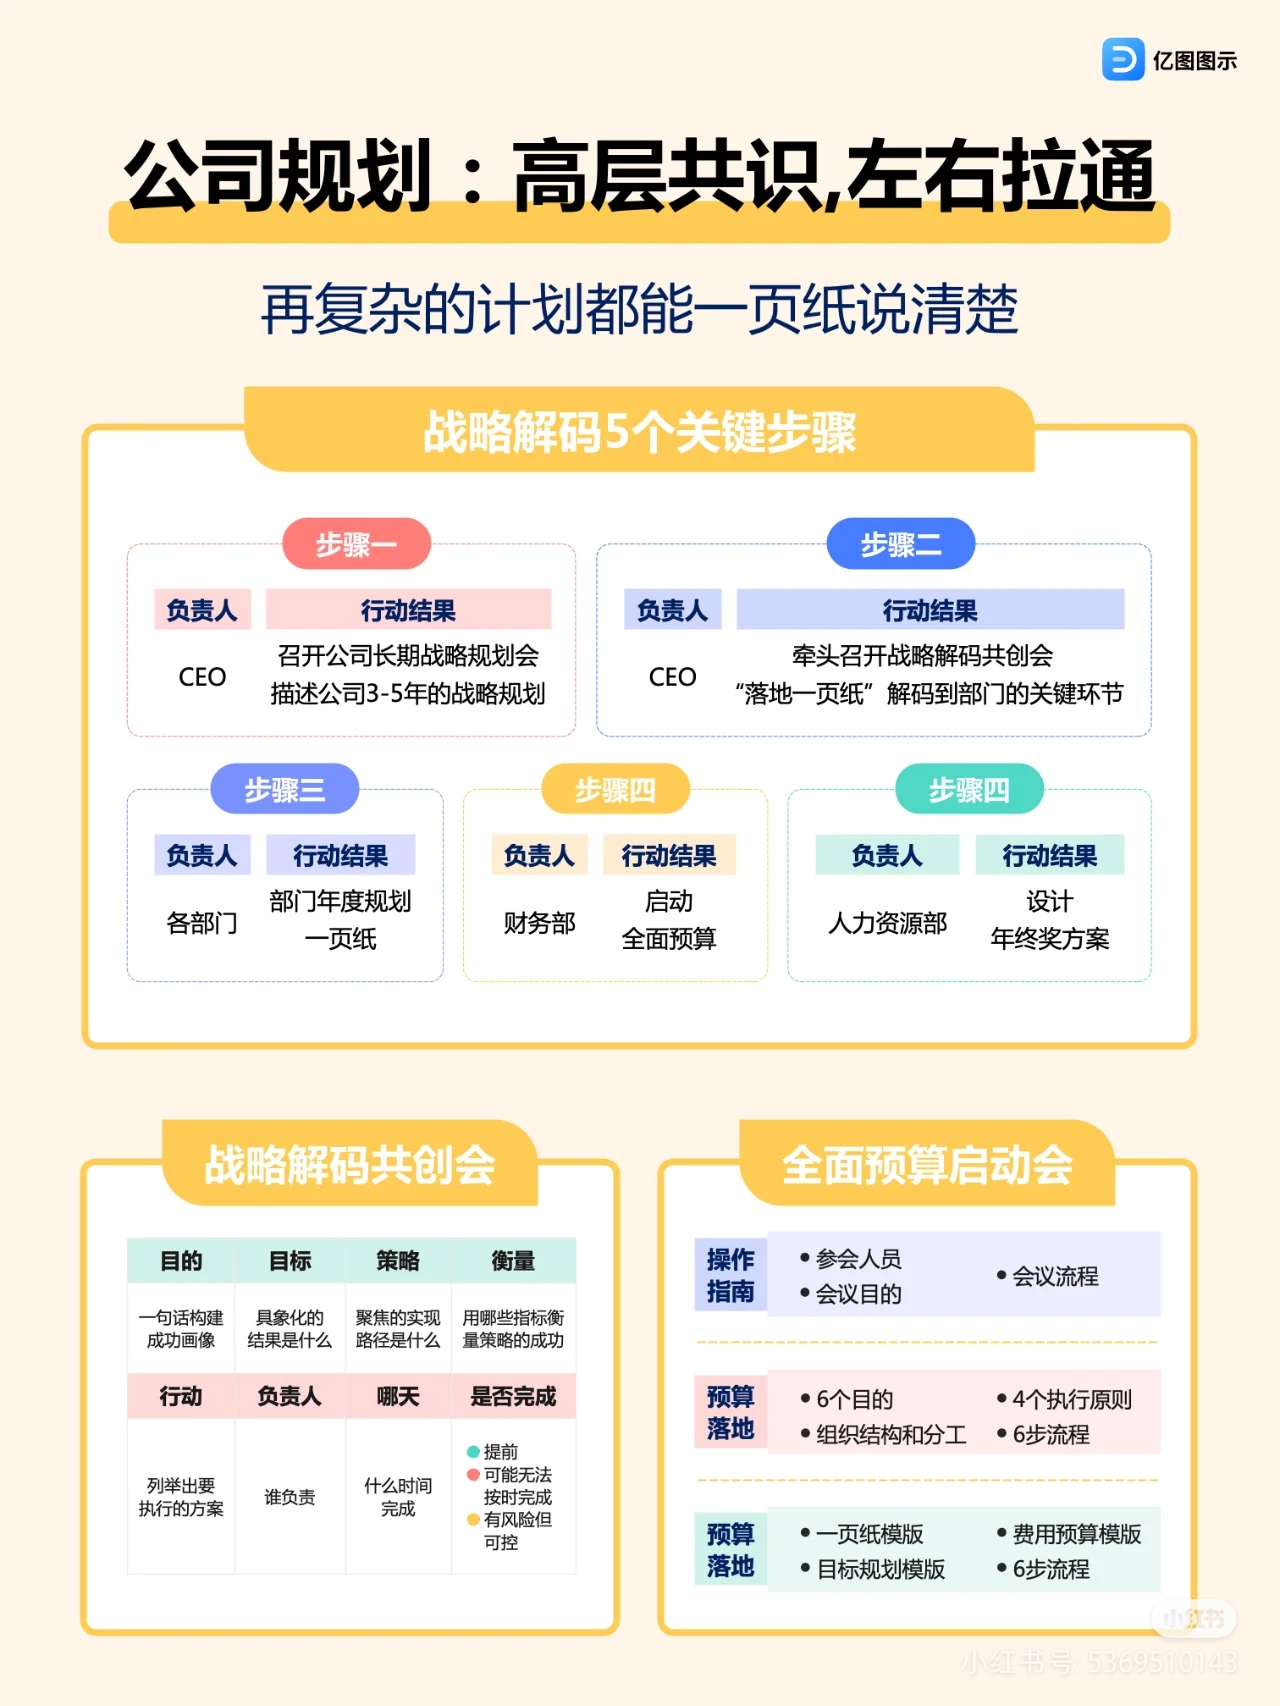 亿图图示
公司规划：高层共识,左右拉通
再复杂的计划都能一页纸说清楚
战略解码5个关键步骤
步骤一
负责人
行动结果
CEO
召开公司长期战略规划会
描述公司3-5年的战略规划
步骤二
负责人
行动结果
CEO
牵头召开战略解码共创会
“落地一页纸”解码到部门的关键环节
步骤三
负责人
行动结果
各部门
部门年度规划
一页纸
步骤四
负责人
行动结果
财务部
启动
全面预算
步骤四
负责人
行动结果
人力资源部
设计
年终奖方案
战略解码共创会
目的
目标
策略
衡量
一句话构建
成功画像
具象化的
结果是什么
聚焦的实现
路径是什么
用哪些指标衡
量策略的成功
行动
负责人
哪天
是否完成
列举出要
执行的方案
谁负责
什么时间
完成
提前
可能无法
按时完成
有风险但
可控
全面预算启动会
操作
指南
• 参会人员
• 会议目的
• 会议流程
预算
落地
• 6个目的
• 组织结构和分工
• 4个执行原则
• 6步流程
预算
落地
• 一页纸模版
• 目标规划模版
• 费用预算模版
• 6步流程
小红书
小红书号: 5369510143